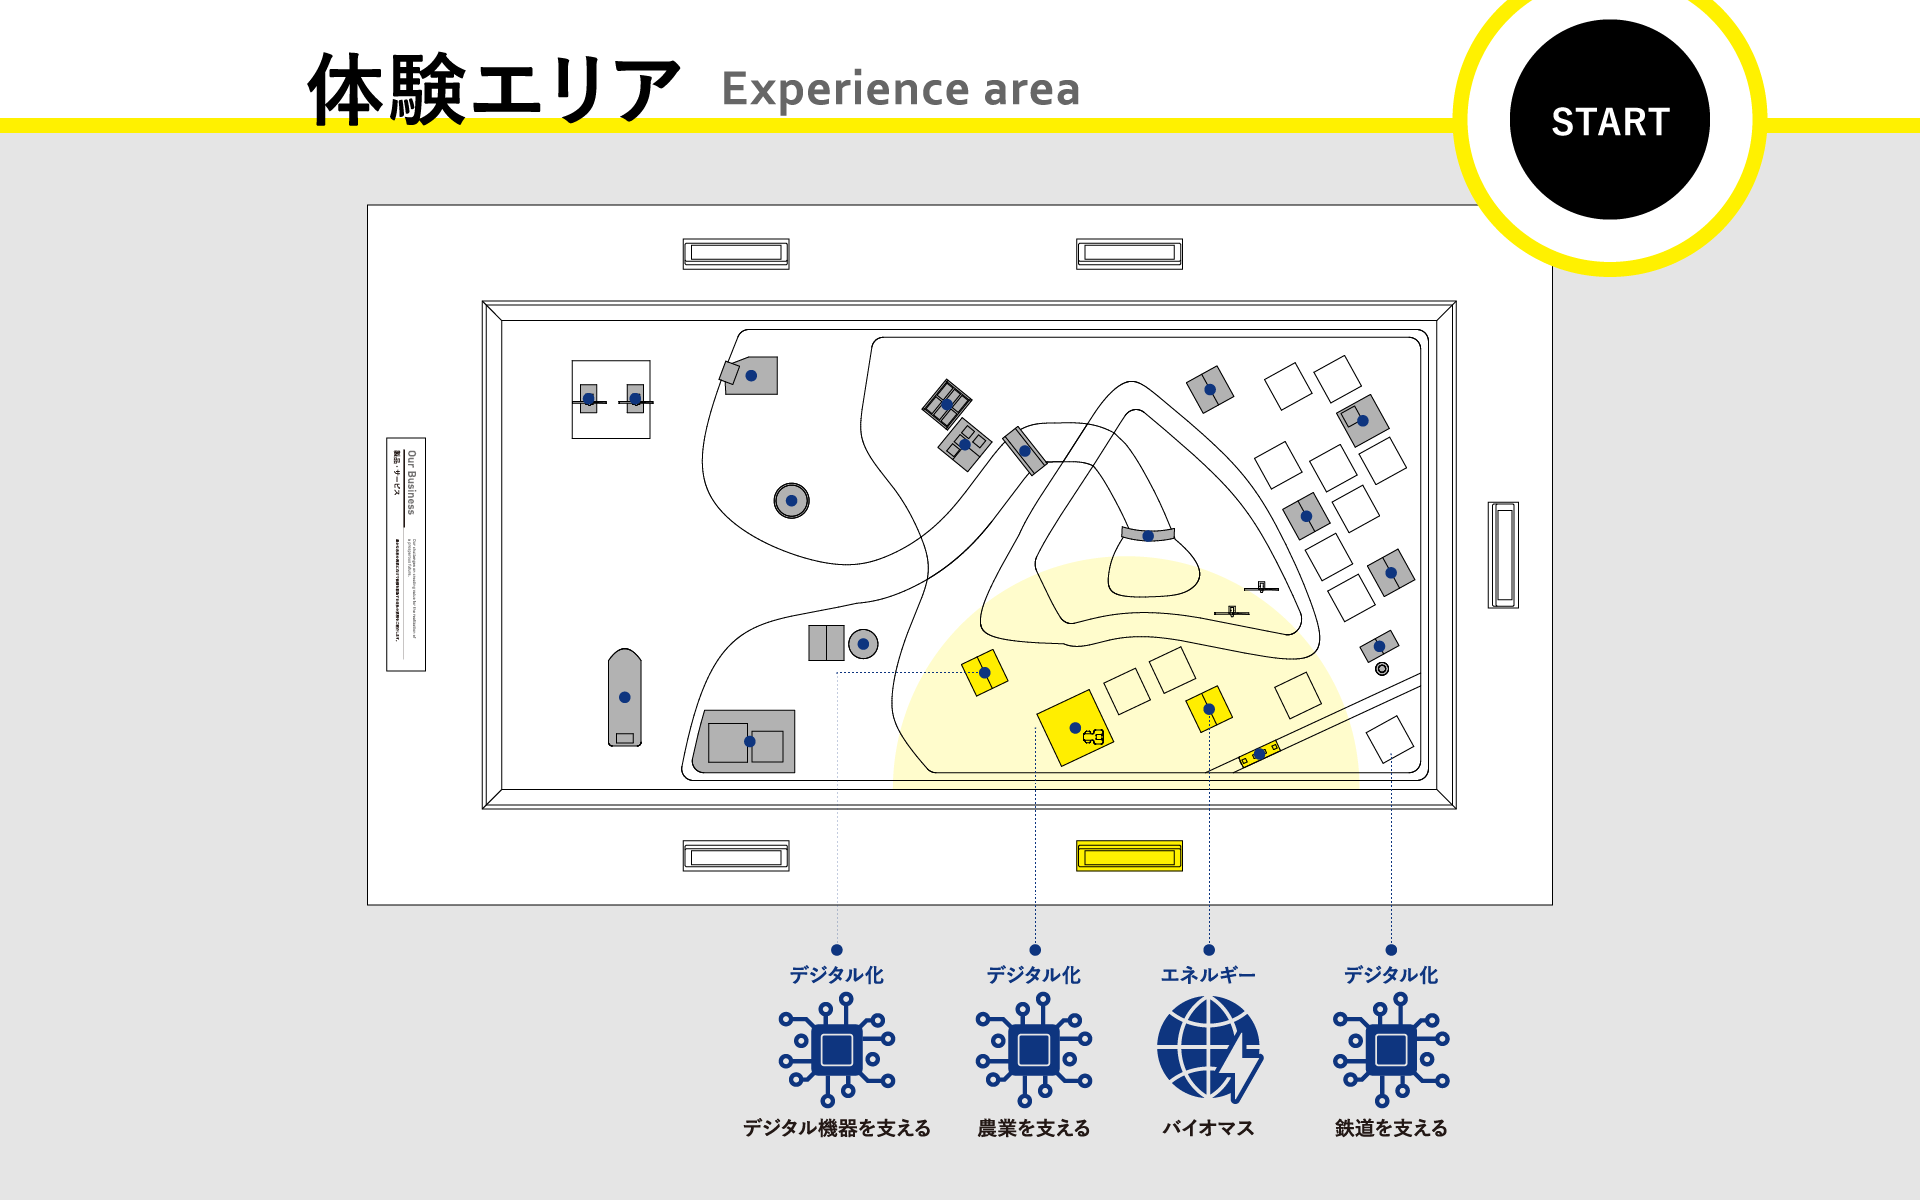 体験エリア Experience area
START
Our Business
製品・サービス
デジタル化
デジタル機器を支える
デジタル化
農業を支える
エネルギー
バイオマス
デジタル化
鉄道を支える